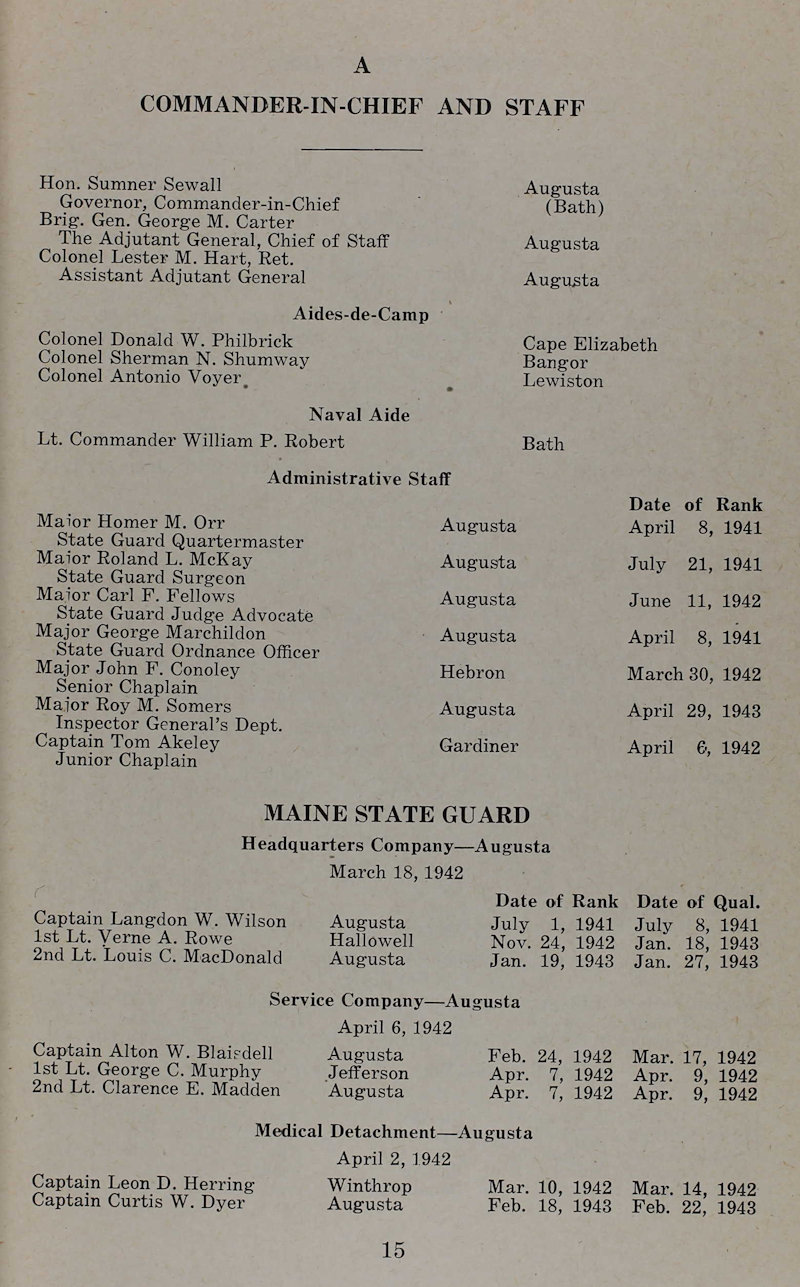 A
COMMANDER-IN-CHIEF AND STAFF
Hon. Sumner Sewall Augusta
Governor, Commander-in-Chief (Bath)
Brig. Gen. George M. Carter
The Adjutant General, Chief of Staff Augusta
Colonel Lester M. Hart, Ret.
Assistant Adjutant General Augusta
Aides-de-Camp
Colonel Donald W. Philbrick Cape Elizabeth
Colonel Sherman N. Shumway Bangor
Colonel Antonio Voyer Lewiston
Naval Aide
Lt. Commander William P. Robert Bath
Administrative Staff
Date of Rank
Major Homer M. Orr Augusta April 8, 1941
State Guard Quartermaster
Major Roland L. McKay Augusta July 21, 1941
State Guard Surgeon
Major Carl F. Fellows Augusta June 11, 1942
State Guard Judge Advocate
Major George Marchildon Augusta April 8, 1941
State Guard Ordnance Officer
Major John F. Conoley Hebron March 30, 1942
Senior Chaplain
Major Roy M. Somers Augusta April 29, 1943
Inspector General's Dept.
Captain Tom Akeley Gardiner April 6, 1942
Junior Chaplain
MAINE STATE GUARD
Headquarters Company—Augusta
March 18, 1942
Date of Rank Date of Qual.
Captain Langdon W. Wilson Augusta July 1, 1941 July 8, 1941
1st Lt. Verne A. Rowe Hallowell Nov. 24, 1942 Jan. 18, 1943
2nd Lt. Louis C. MacDonald Augusta Jan. 19, 1943 Jan. 27, 1943
Service Company—Augusta
April 6, 1942
Captain Alton W. Blaisdell Augusta Feb. 24, 1942 Mar. 17, 1942
1st Lt. George C. Murphy Jefferson Apr. 7, 1942 Apr. 9, 1942
2nd Lt. Clarence E. Madden Augusta Apr. 7, 1942 Apr. 9, 1942
Medical Detachment—Augusta
April 2, 1942
Captain Leon D. Herring Winthrop Mar. 10, 1942 Mar. 14, 1942
Captain Curtis W. Dyer Augusta Feb. 18, 1943 Feb. 22, 1943
15